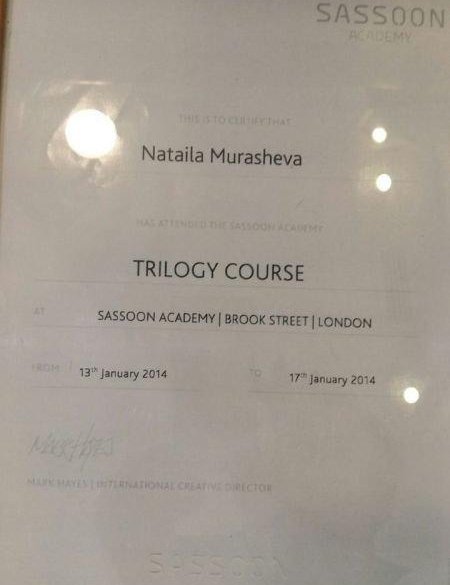 SASSOON
ACADEMY
THIS IS TO CERTIFY THAT
Nataila Murasheva
HAS ATTENDED THE SASSOON ACADEMY
TRILOGY COURSE
AT SASSOON ACADEMY | BROOK STREET | LONDON
FROM 13th January 2014 TO 17th January 2014
MARK HAYES | INTERNATIONAL CREATIVE DIRECTOR
SASSOON